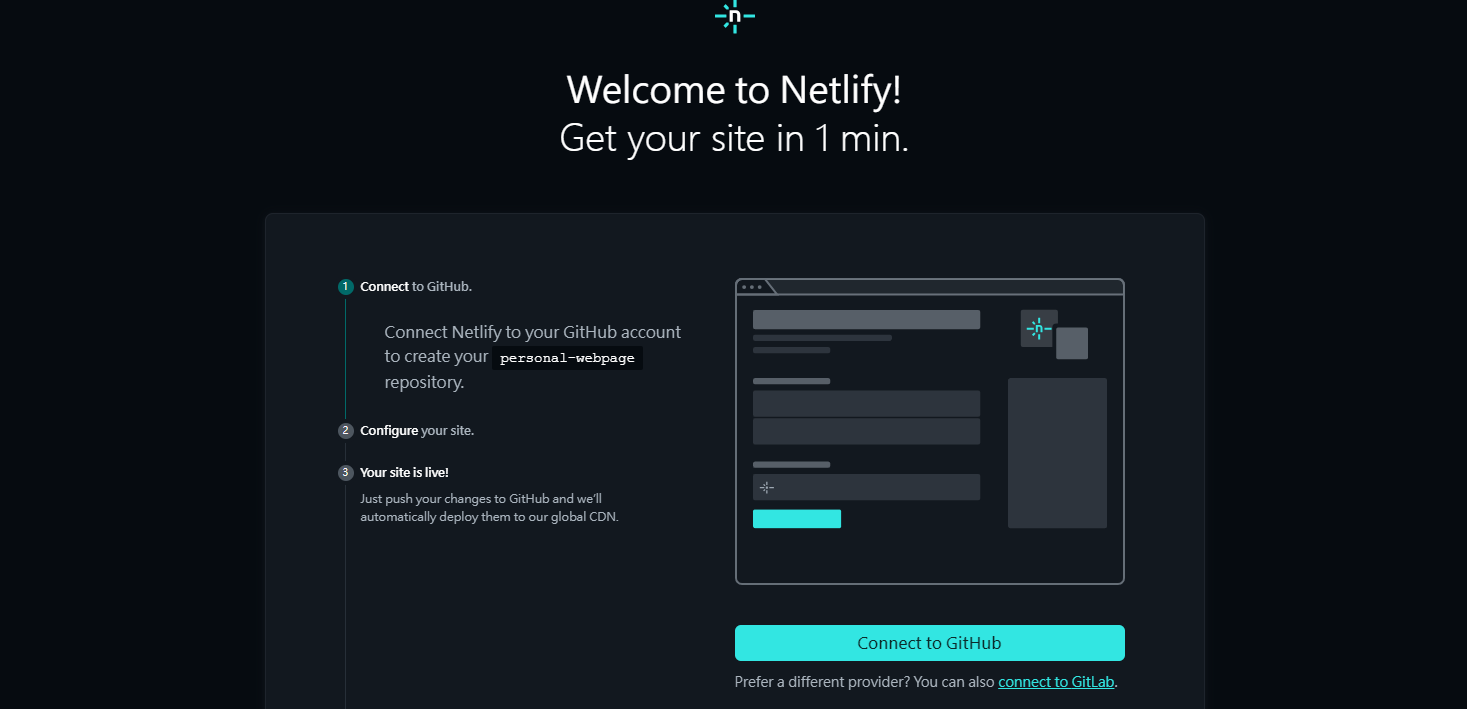 n
Welcome to Netlify!
Get your site in 1 min.
1 Connect to GitHub.
Connect Netlify to your GitHub account
to create your personal-webpage
repository.
2 Configure your site.
3 Your site is live!
Just push your changes to GitHub and we'll
automatically deploy them to our global CDN.
n
Connect to GitHub
Prefer a different provider? You can also connect to GitLab.